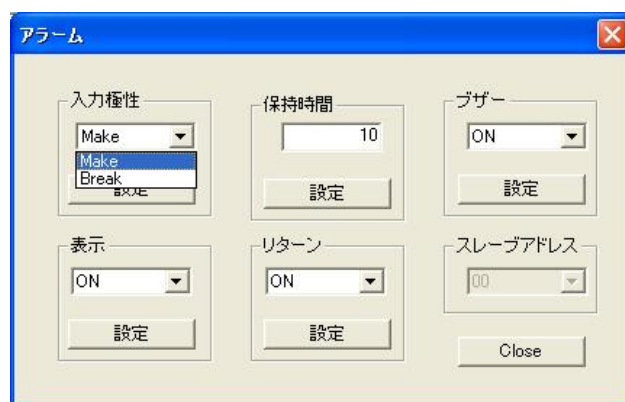 アラーム
入力極性
保持時間
ブザー
Make
10
ON
Make
Break
設定
設定
設定
表示
リターン
スレーブアドレス
ON
ON
00
設定
設定
Close